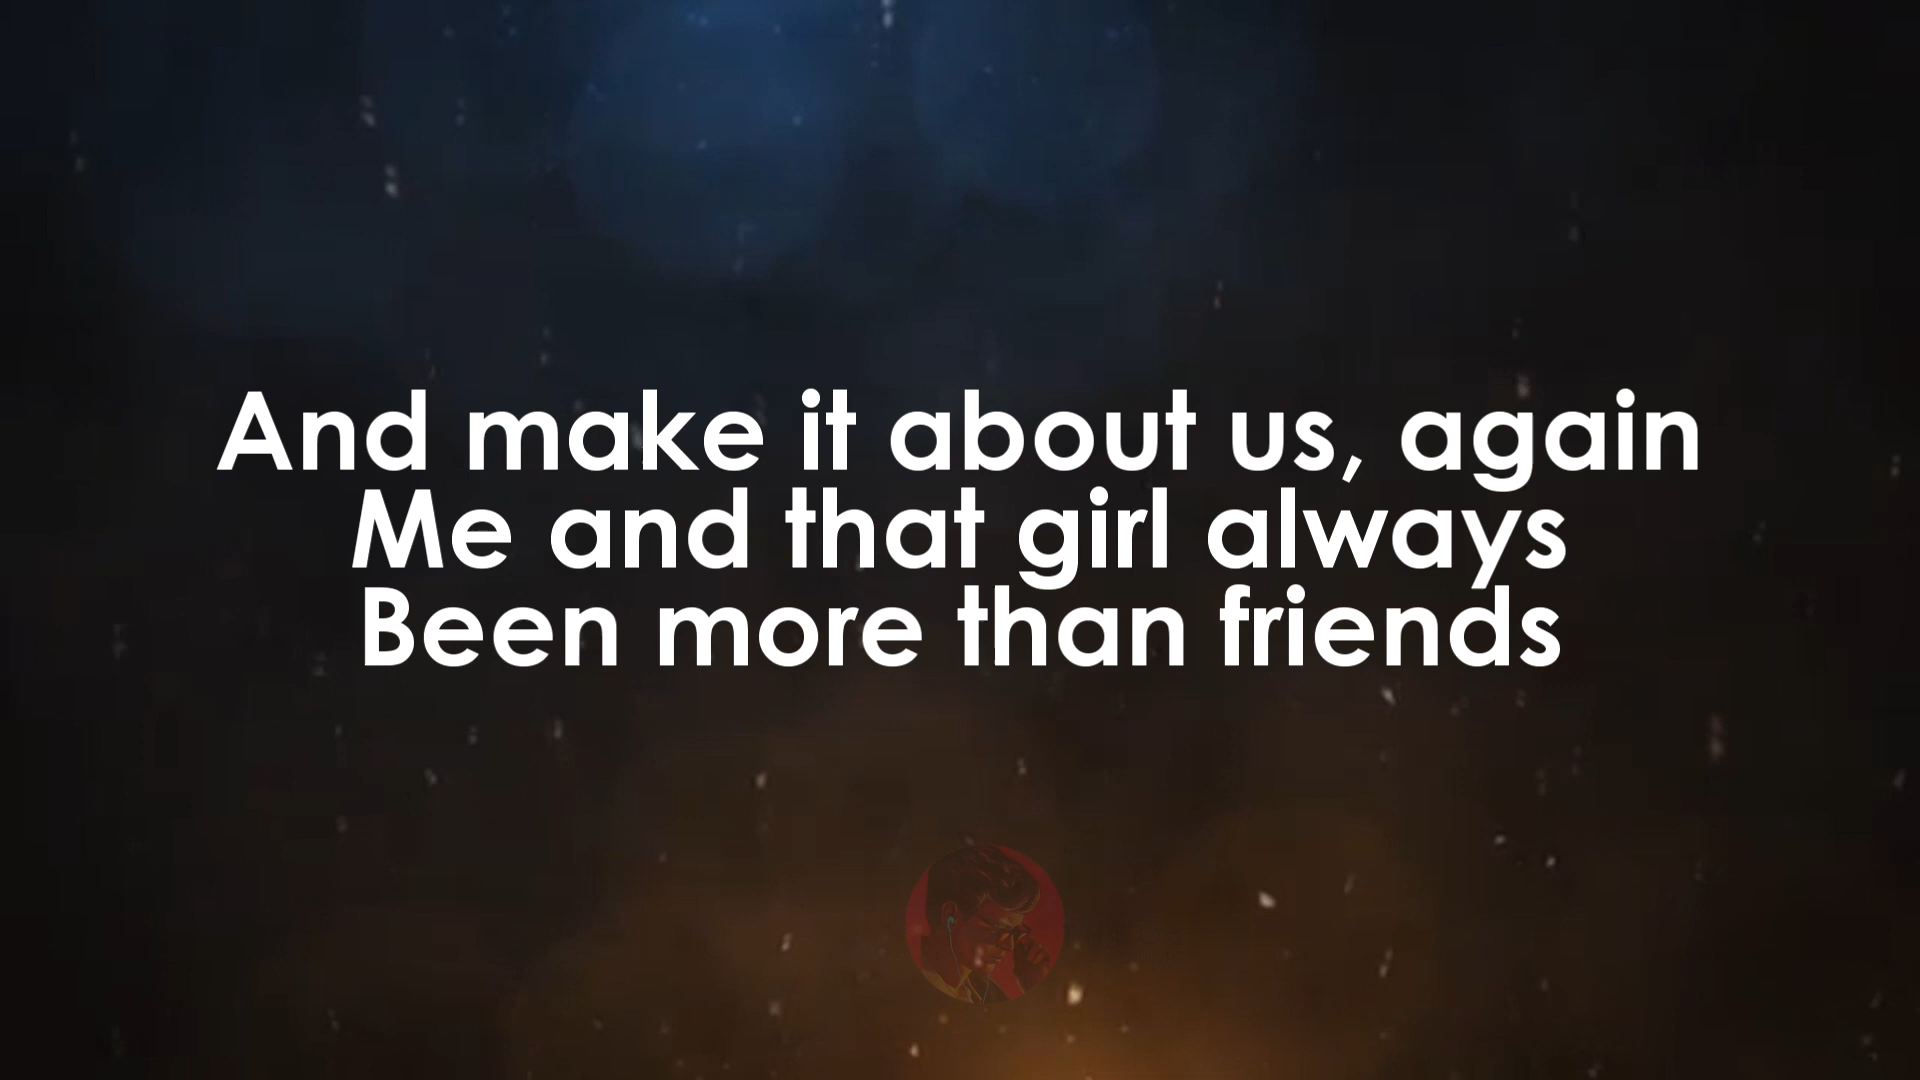 And make it about us, again
Me and that girl always
Been more than friends